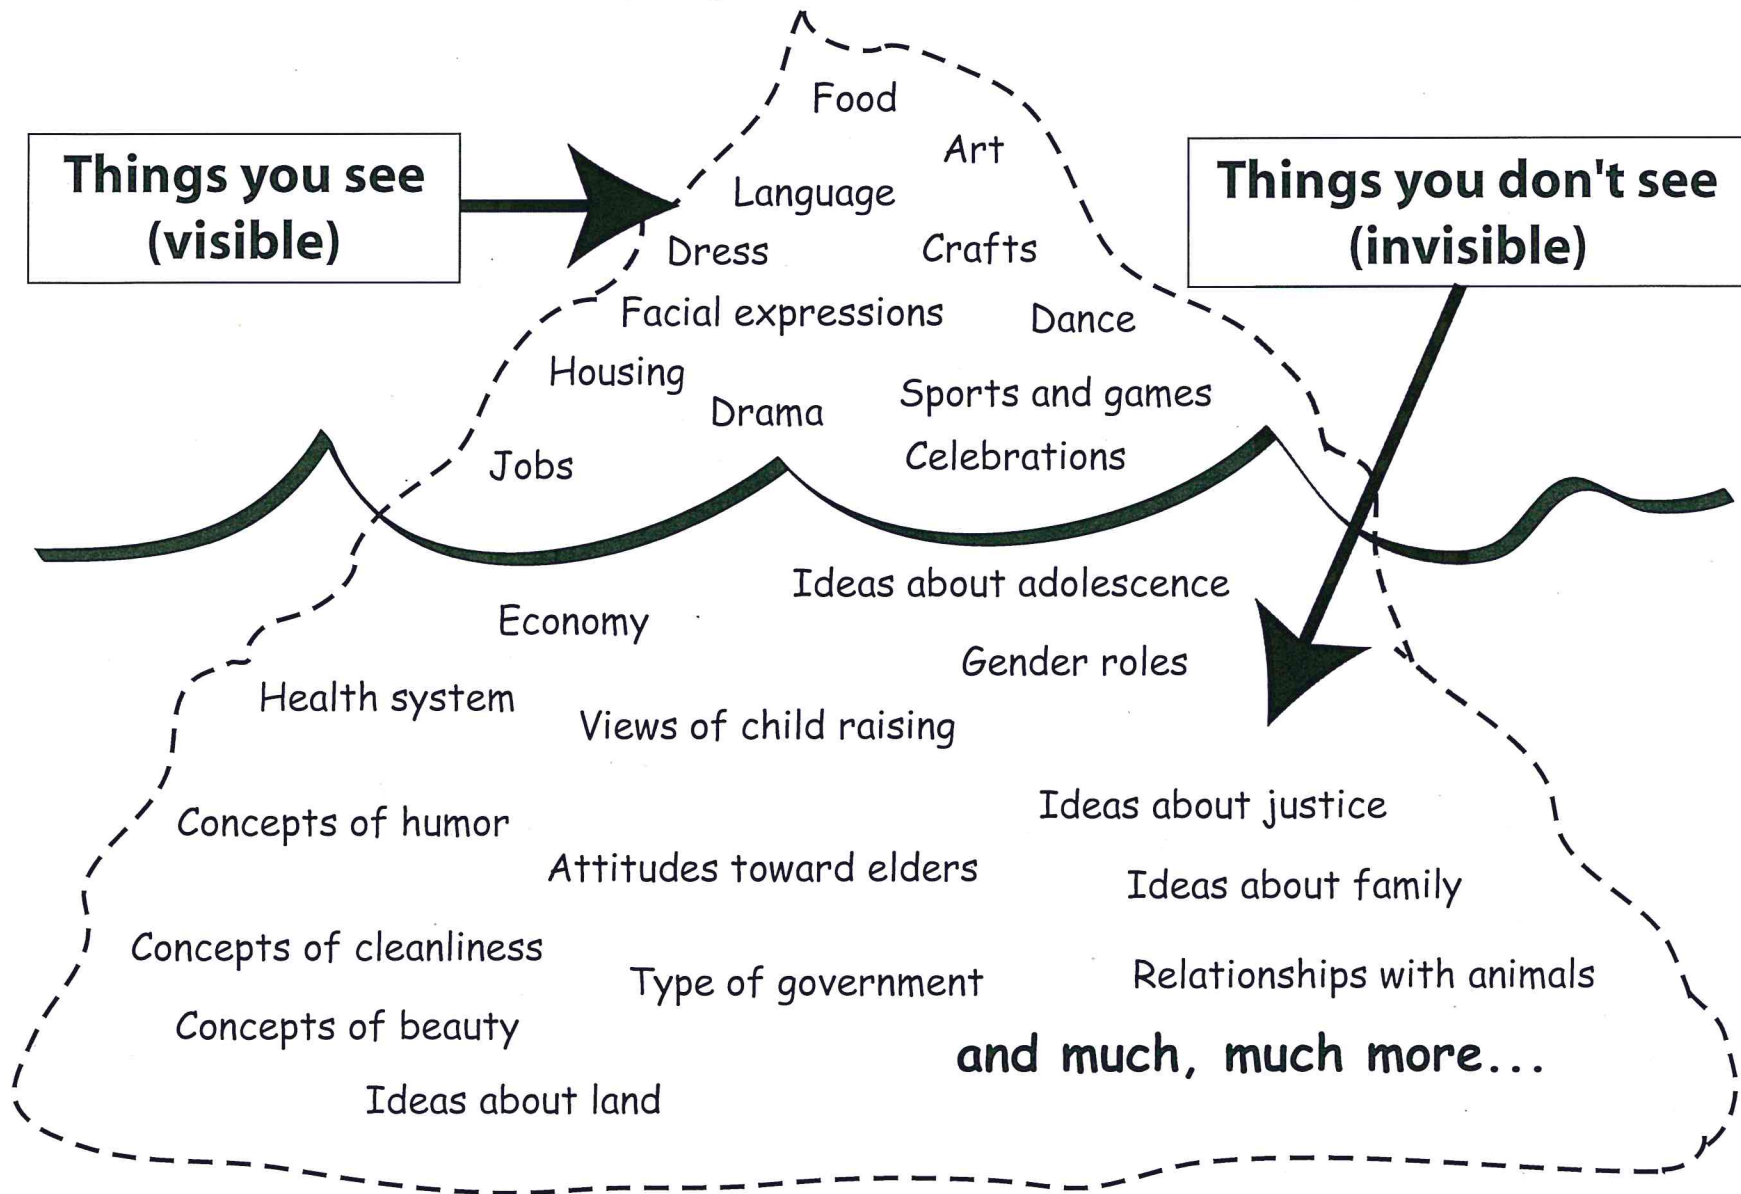 Food
Art
Things you see
(visible)
Things you don't see
(invisible)
Language
Dress
Crafts
Facial expressions
Dance
Housing
Sports and games
Drama
Celebrations
Jobs
Ideas about adolescence
Economy
Gender roles
Health system
Views of child raising
Ideas about justice
Concepts of humor
Attitudes toward elders
Ideas about family
Concepts of cleanliness
Relationships with animals
Type of government
Concepts of beauty
and much, much more...
Ideas about land